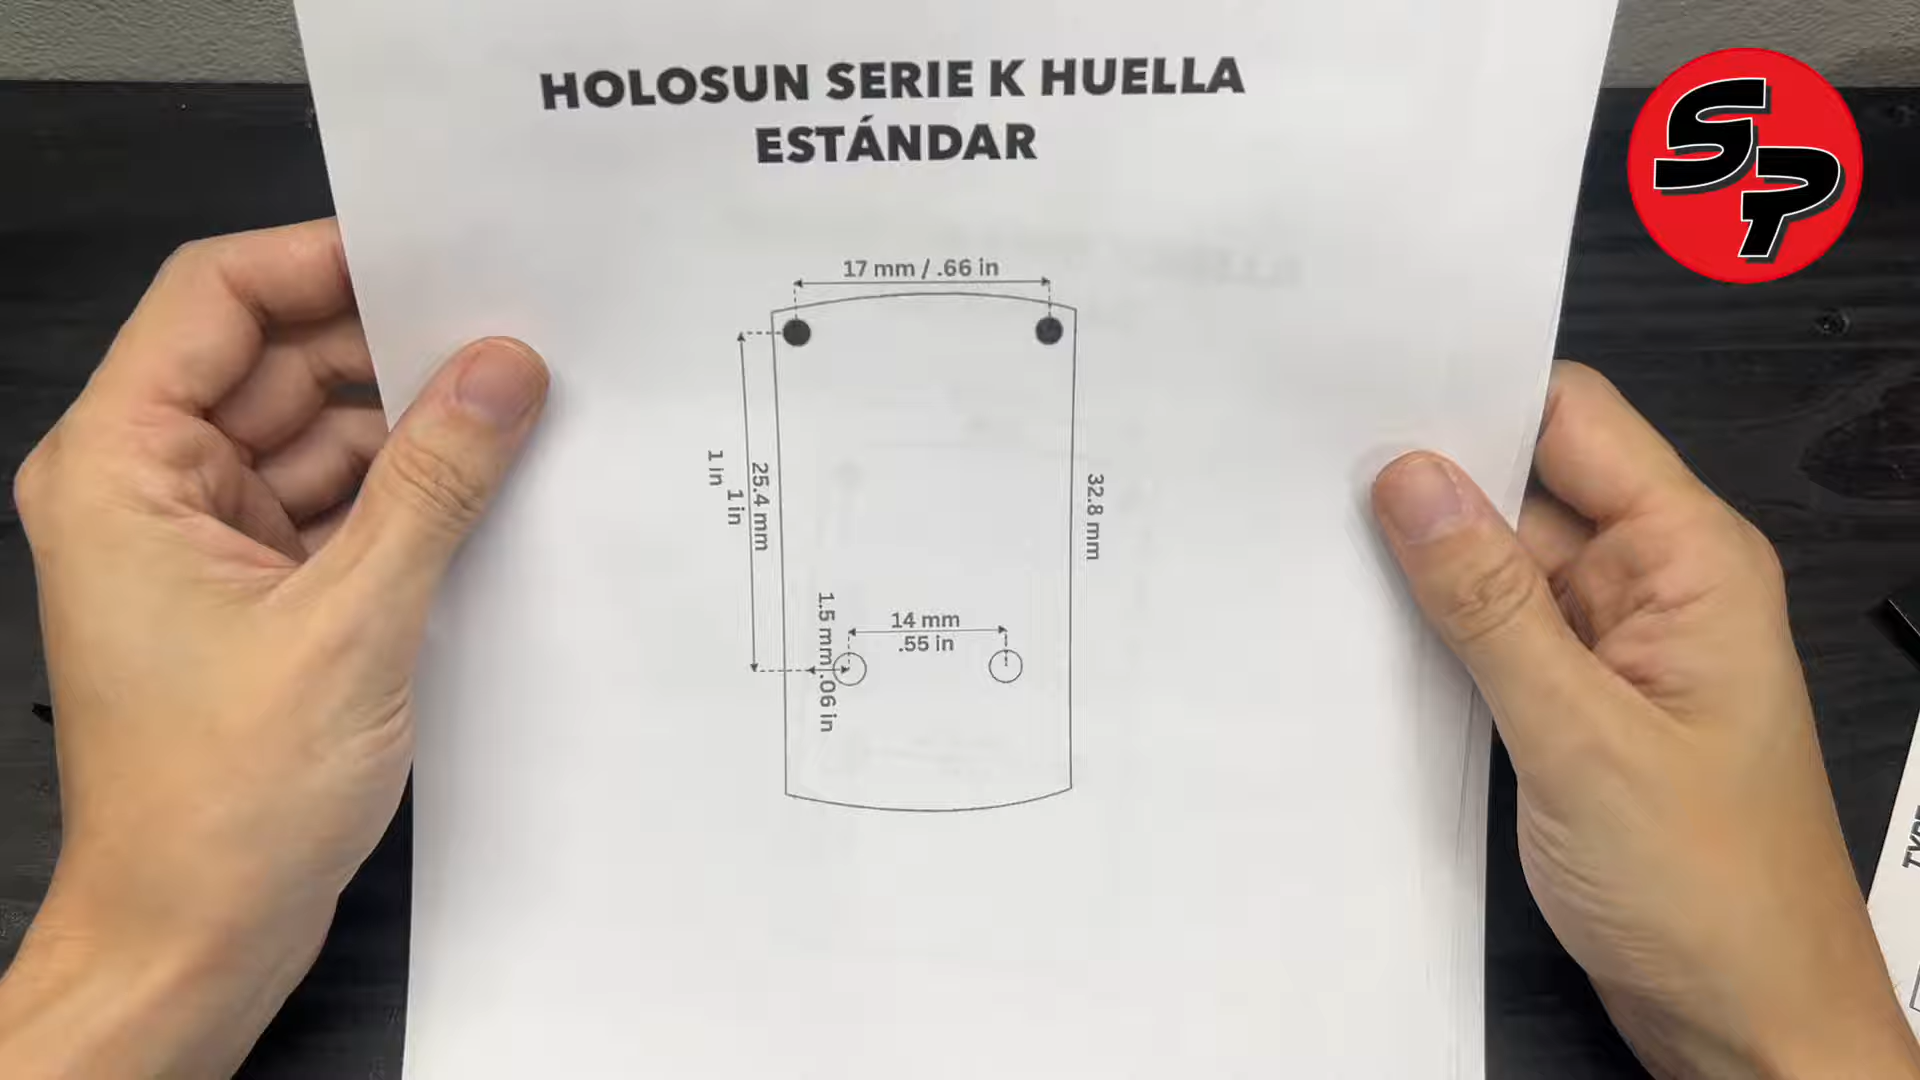 HOLOSUN SERIE K HUELLA
ESTÁNDAR
SP
17 mm / .66 in
1 in
1 in
25.4 mm
32.8 mm
1.5 mm
.06 in
14 mm
.55 in